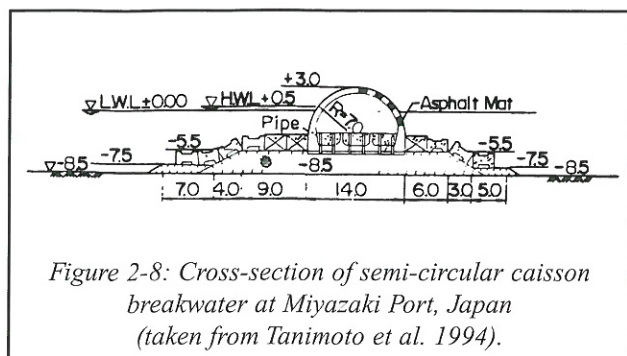 +3.0
L.W.L ±0.00 H.W.L +0.5
R=7.0
Asphalt Mat
Pipe
-5.5 -5.5
-8.5 -7.5 -8.5 -7.5 -8.5
7.0 4.0 9.0 14.0 6.0 3.0 5.0
Figure 2-8: Cross-section of semi-circular caisson
breakwater at Miyazaki Port, Japan
(taken from Tanimoto et al. 1994).